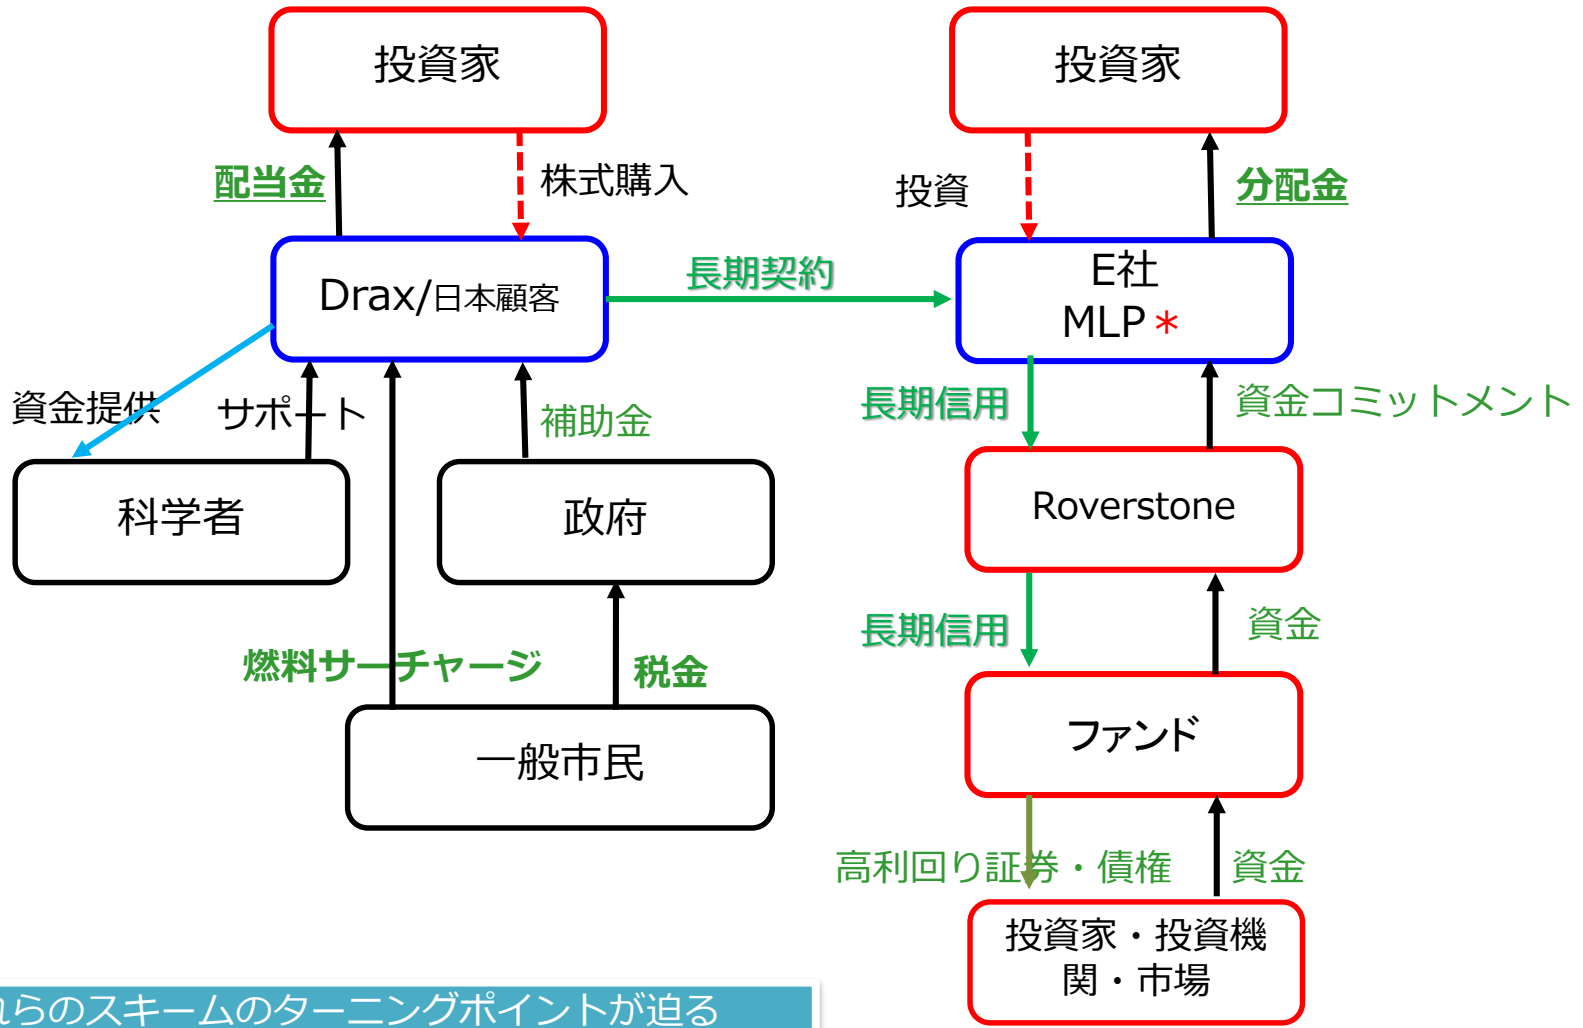 投資家
投資家
配当金
株式購入
投資
分配金
Drax/日本顧客
長期契約
E社
MLP*
資金提供
サポート
補助金
長期信用
資金コミットメント
科学者
政府
Roverstone
燃料サーチャージ
税金
長期信用
資金
一般市民
ファンド
高利回り証券・債権
資金
投資家・投資機
関・市場
れらのスキームのターニングポイントが迫る